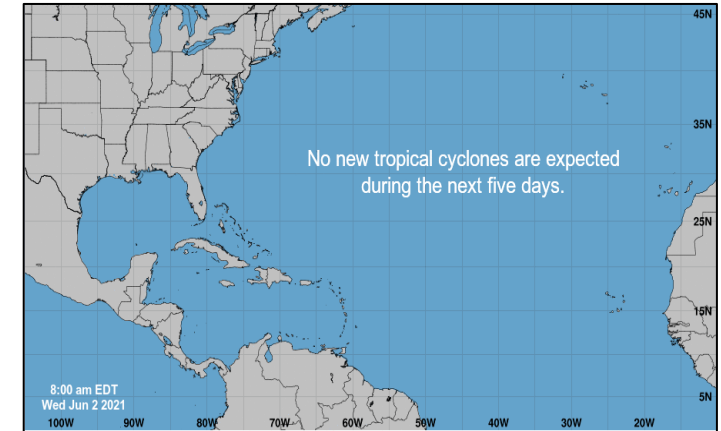 45N
35N
No new tropical cyclones are expected
during the next five days.
25N
15N
8:00 am EDT
Wed Jun 2 2021
5N
100W 90W 80W 70W 60W 50W 40W 30W 20W